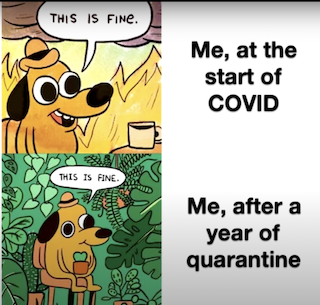 THIS IS FINE.
Me, at the
start of
COVID
THIS IS FINE.
Me, after a
year of
quarantine